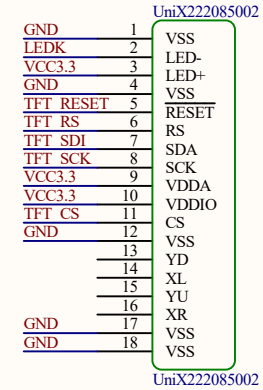 UniX222085002
GND 1 VSS
LEDK 2 LED-
VCC3.3 3 LED+
GND 4 VSS
TFT_RESET 5 RESET
TFT_RS 6 RS
TFT_SDI 7 SDA
TFT_SCK 8 SCK
VCC3.3 9 VDDA
VCC3.3 10 VDDIO
TFT_CS 11 CS
GND 12 VSS
13 YD
14 XL
15 YU
16 XR
GND 17 VSS
GND 18 VSS
UniX222085002